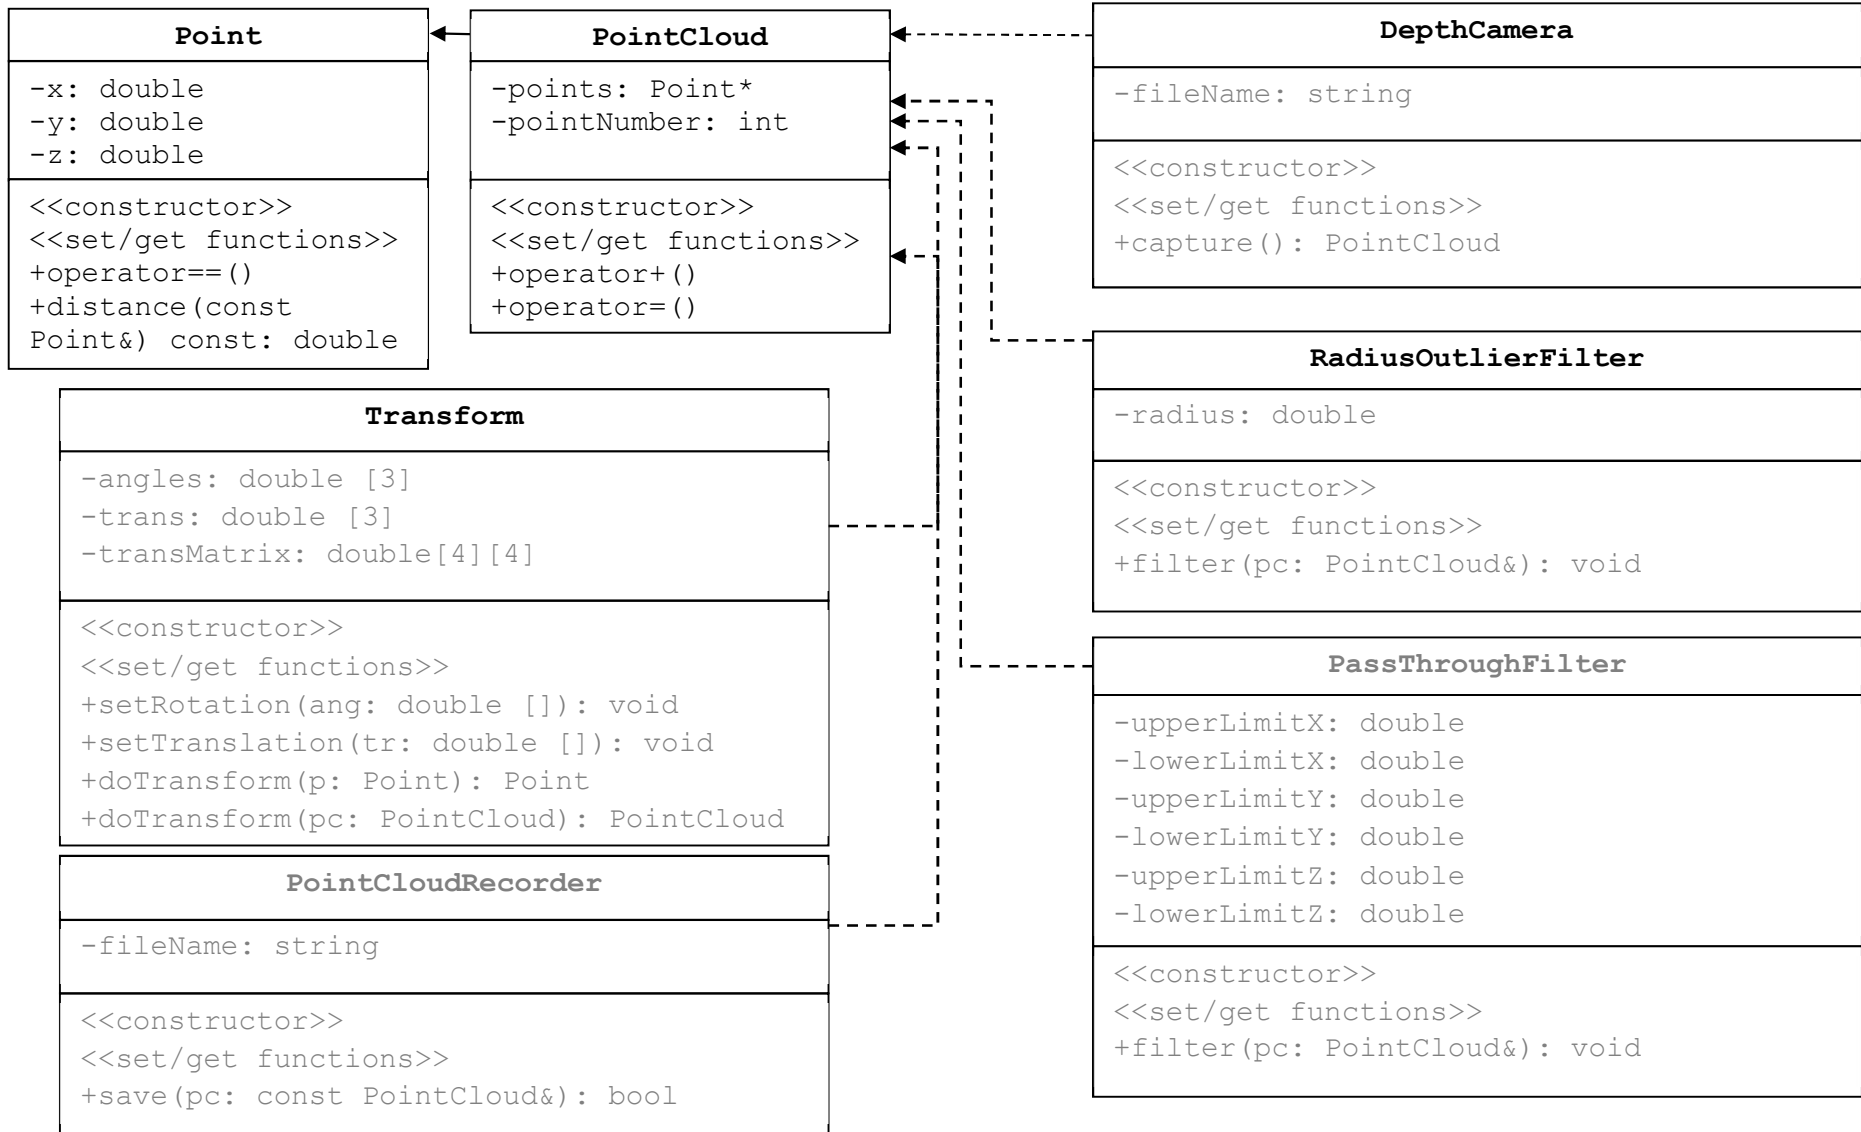 Point
-x: double
-y: double
-z: double
<<constructor>>
<<set/get functions>>
+operator==()
+distance(const
Point&) const: double
PointCloud
-points: Point*
-pointNumber: int
<<constructor>>
<<set/get functions>>
+operator+()
+operator=()
DepthCamera
-fileName: string
<<constructor>>
<<set/get functions>>
+capture(): PointCloud
RadiusOutlierFilter
-radius: double
<<constructor>>
<<set/get functions>>
+filter(pc: PointCloud&): void
Transform
-angles: double [3]
-trans: double [3]
-transMatrix: double[4][4]
<<constructor>>
<<set/get functions>>
+setRotation(ang: double []): void
+setTranslation(tr: double []): void
+doTransform(p: Point): Point
+doTransform(pc: PointCloud): PointCloud
PassThroughFilter
-upperLimitX: double
-lowerLimitX: double
-upperLimitY: double
-lowerLimitY: double
-upperLimitZ: double
-lowerLimitZ: double
<<constructor>>
<<set/get functions>>
+filter(pc: PointCloud&): void
PointCloudRecorder
-fileName: string
<<constructor>>
<<set/get functions>>
+save(pc: const PointCloud&): bool